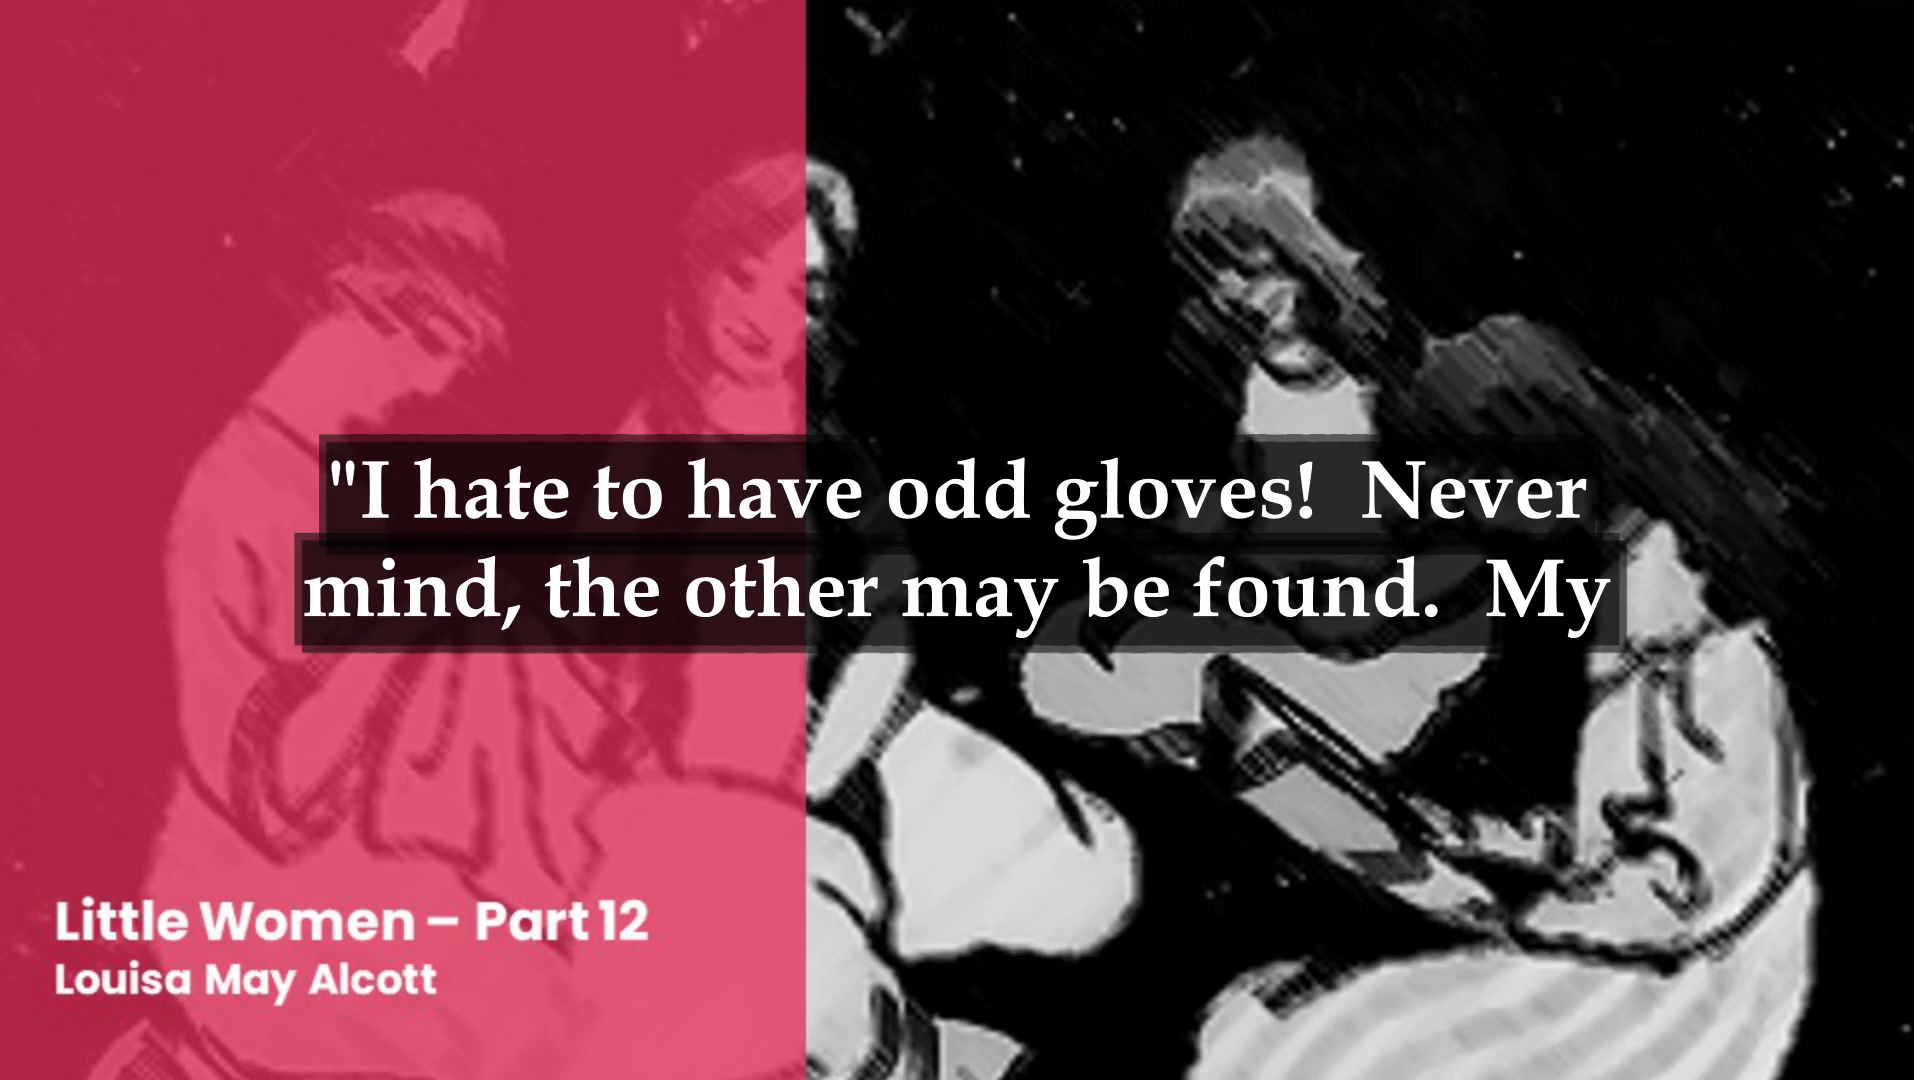 "I hate to have odd gloves!  Never
mind, the other may be found.  My
Little Women – Part 12
Louisa May Alcott